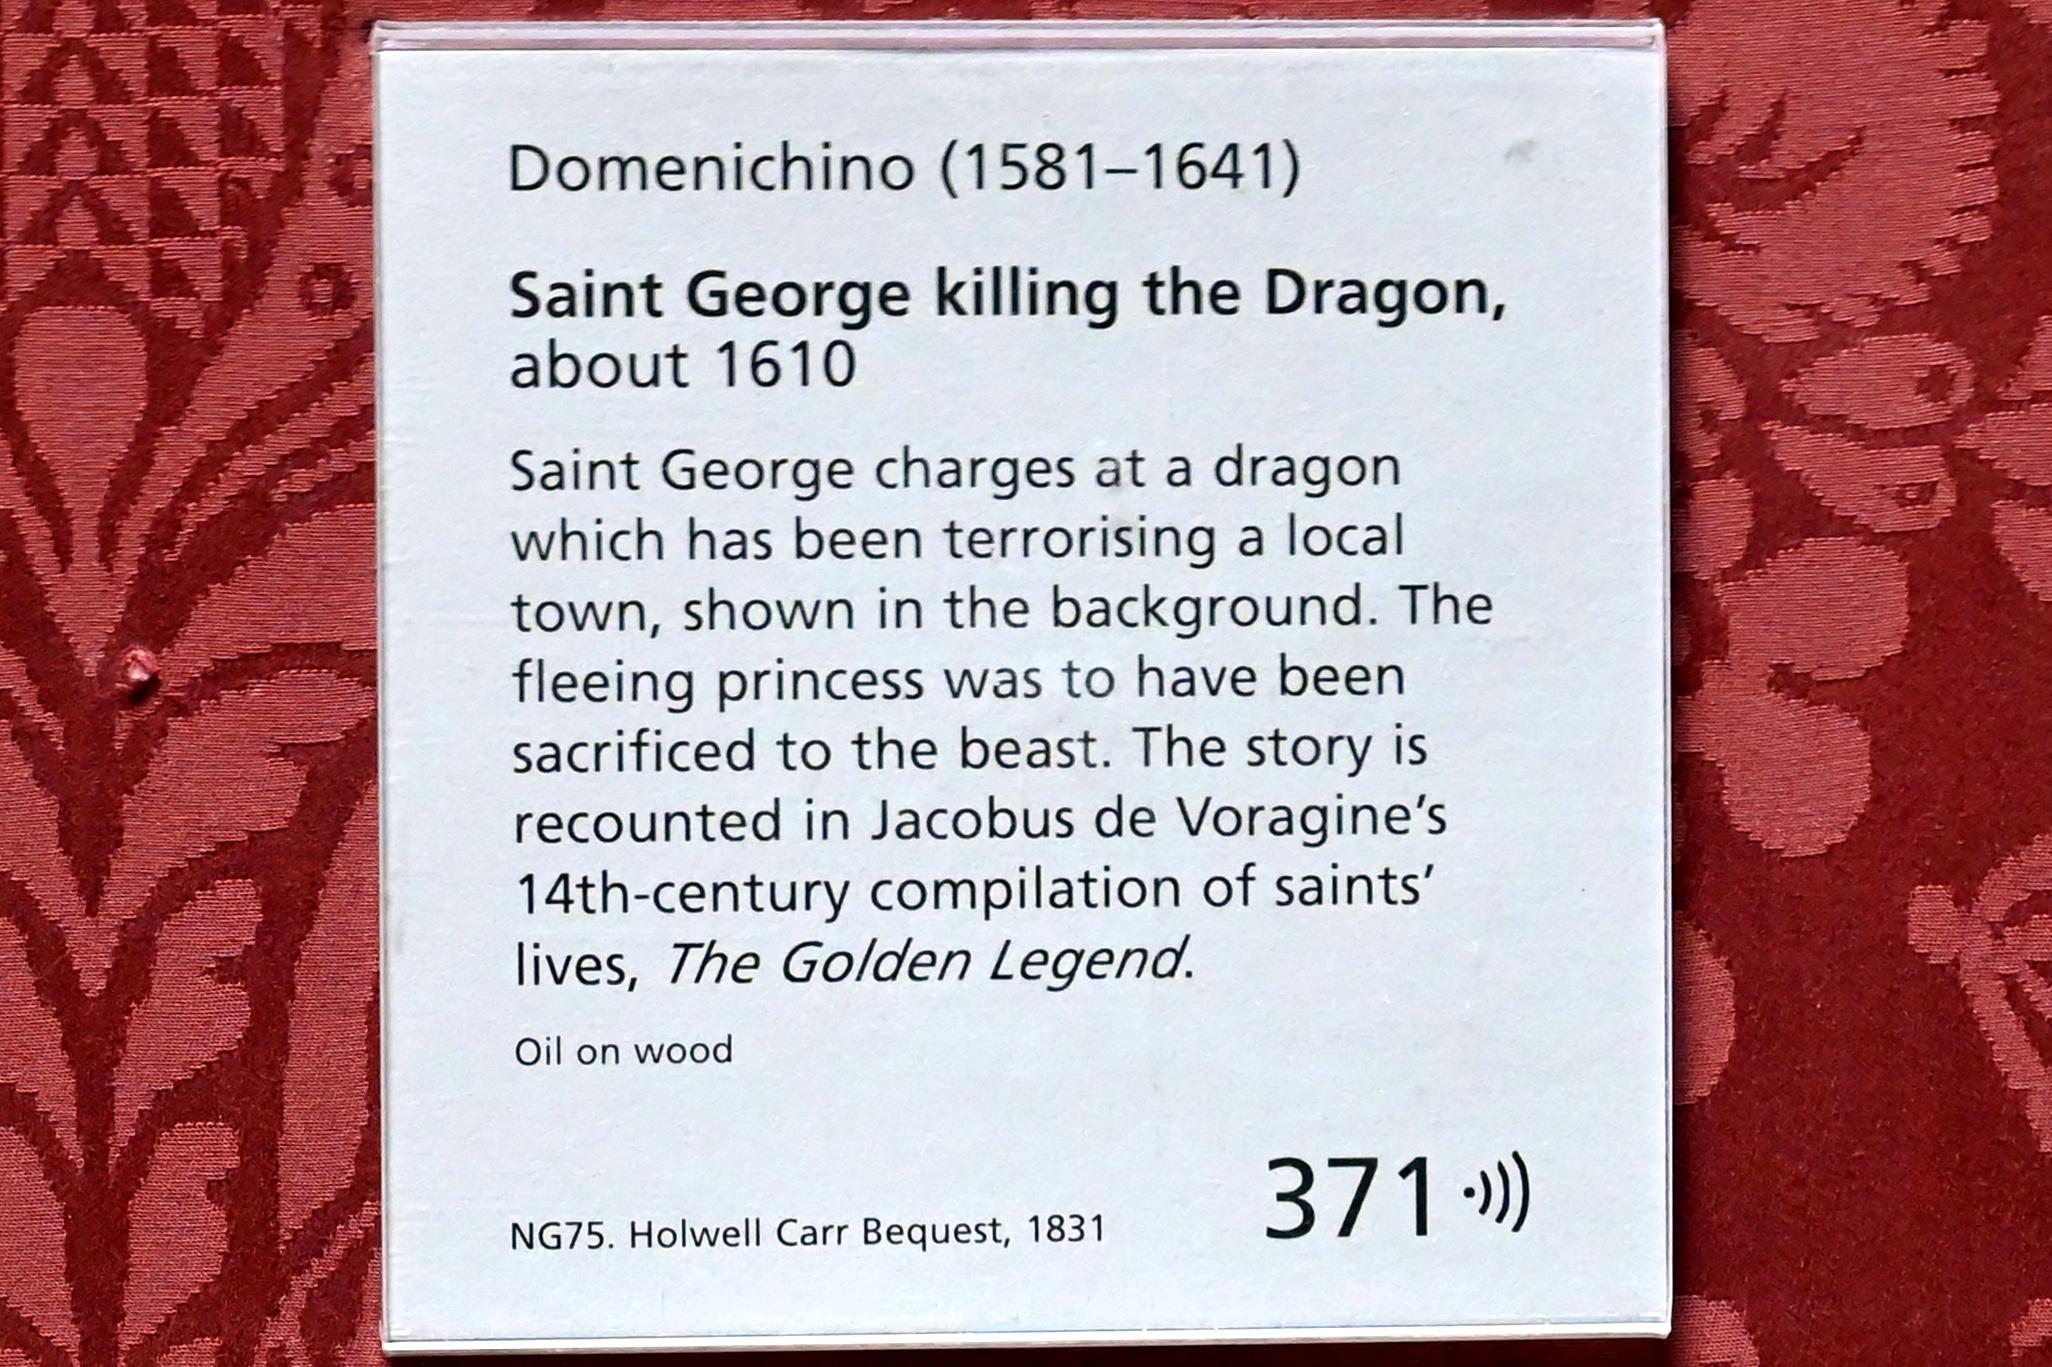 Domenichino (1581–1641)
Saint George killing the Dragon,
about 1610
Saint George charges at a dragon
which has been terrorising a local
town, shown in the background. The
fleeing princess was to have been
sacrificed to the beast. The story is
recounted in Jacobus de Voragine’s
14th-century compilation of saints’
lives, The Golden Legend.
Oil on wood
371
NG75. Holwell Carr Bequest, 1831